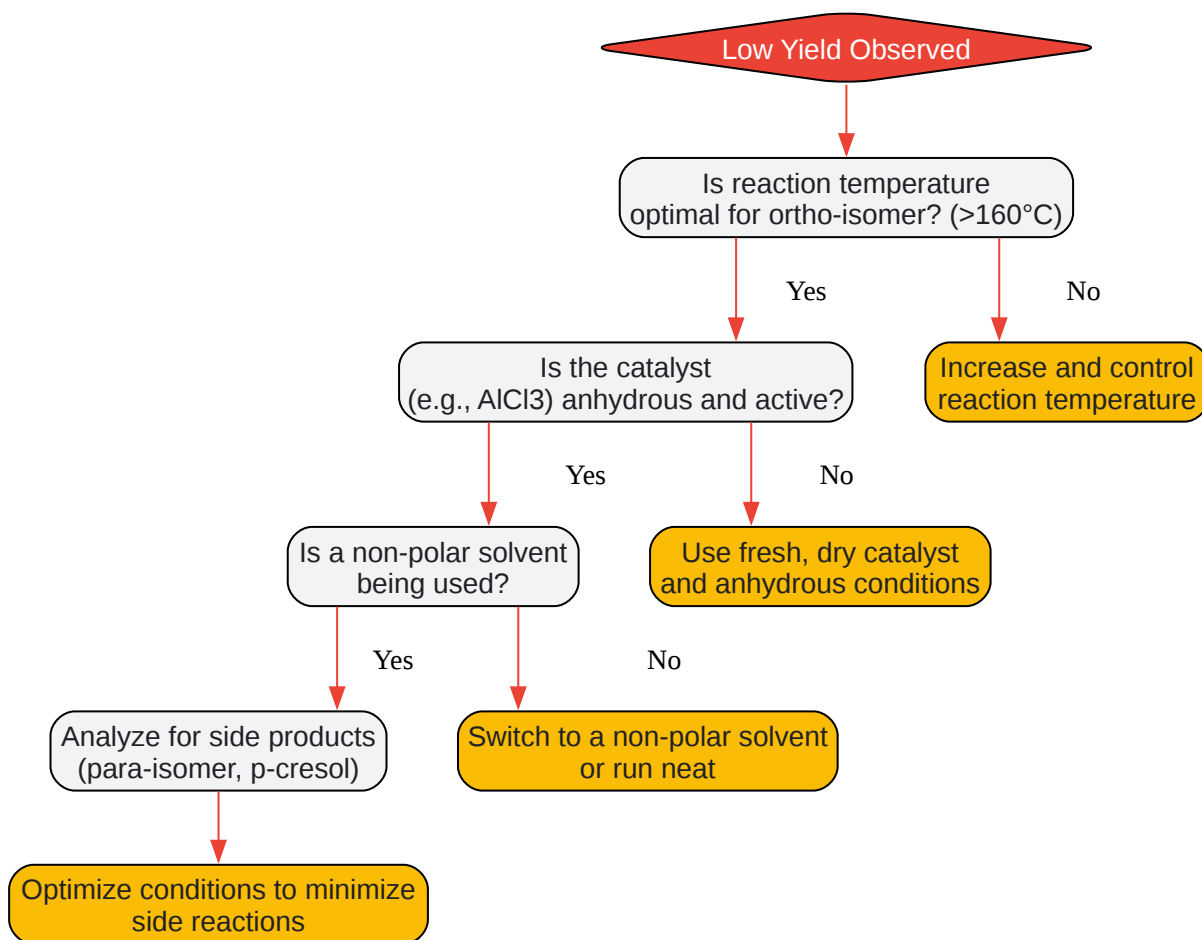 Low Yield Observed
Is reaction temperature
optimal for ortho-isomer? (>160°C)
Yes
No
Is the catalyst
(e.g., AlCl3) anhydrous and active?
Increase and control
reaction temperature
Yes
No
Is a non-polar solvent
being used?
Use fresh, dry catalyst
and anhydrous conditions
Yes
No
Analyze for side products
(para-isomer, p-cresol)
Switch to a non-polar solvent
or run neat
Optimize conditions to minimize
side reactions